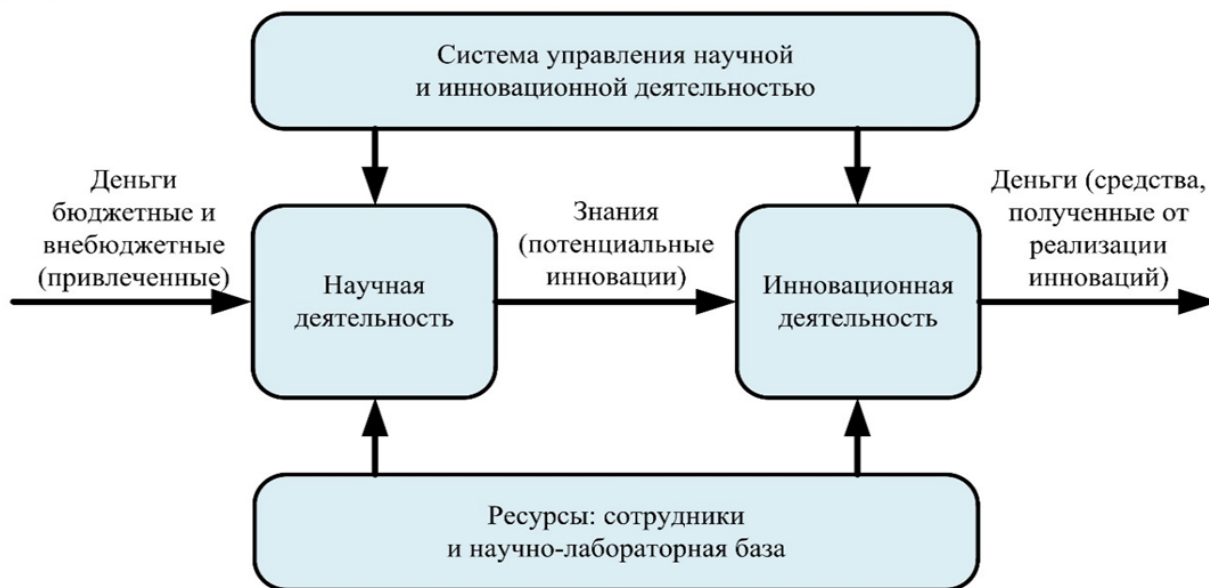 Система управления научной
и инновационной деятельностью
Деньги
бюджетные и
внебюджетные
(привлеченные)
Научная
деятельность
Знания
(потенциальные
инновации)
Инновационная
деятельность
Деньги (средства,
полученные от
реализации
инноваций)
Ресурсы: сотрудники
и научно-лабораторная база